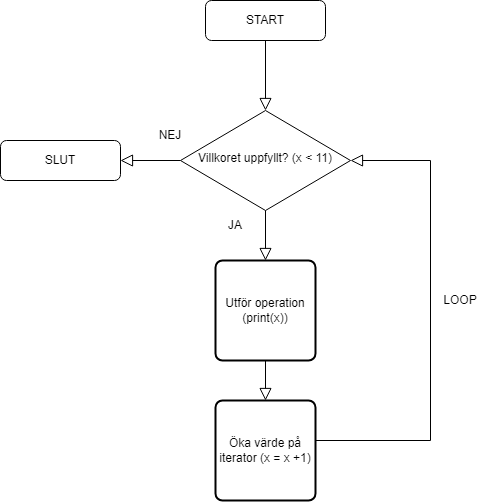 START
NEJ
Villkoret uppfyllt? (x < 11)
SLUT
JA
Utför operation
(print(x))
LOOP
Öka värde på
iterator (x = x +1)